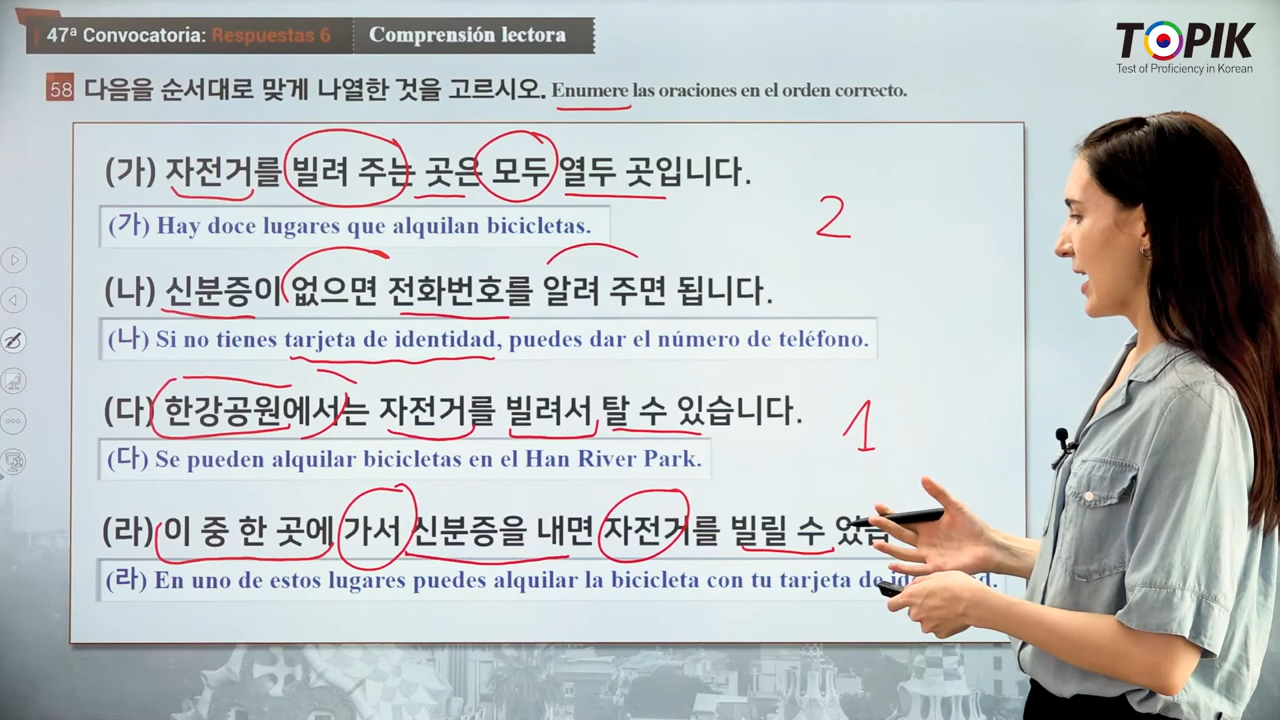 47ª Convocatoria: Respuestas 6 Comprensión lectora
TOPIK
Test of Proficiency in Korean
58 다음을 순서대로 맞게 나열한 것을 고르시오. Enumere las oraciones en el orden correcto.
(가) 자전거를 빌려 주는 곳은 모두 열두 곳입니다.
(가) Hay doce lugares que alquilan bicicletas.
2
(나) 신분증이 없으면 전화번호를 알려 주면 됩니다.
(나) Si no tienes tarjeta de identidad, puedes dar el número de teléfono.
(다) 한강공원에서는 자전거를 빌려서 탈 수 있습니다.
1
(다) Se pueden alquilar bicicletas en el Han River Park.
(라) 이 중 한 곳에 가서 신분증을 내면 자전거를 빌릴 수
(라) En uno de estos lugares puedes alquilar la bicicleta con tu tarjeta de